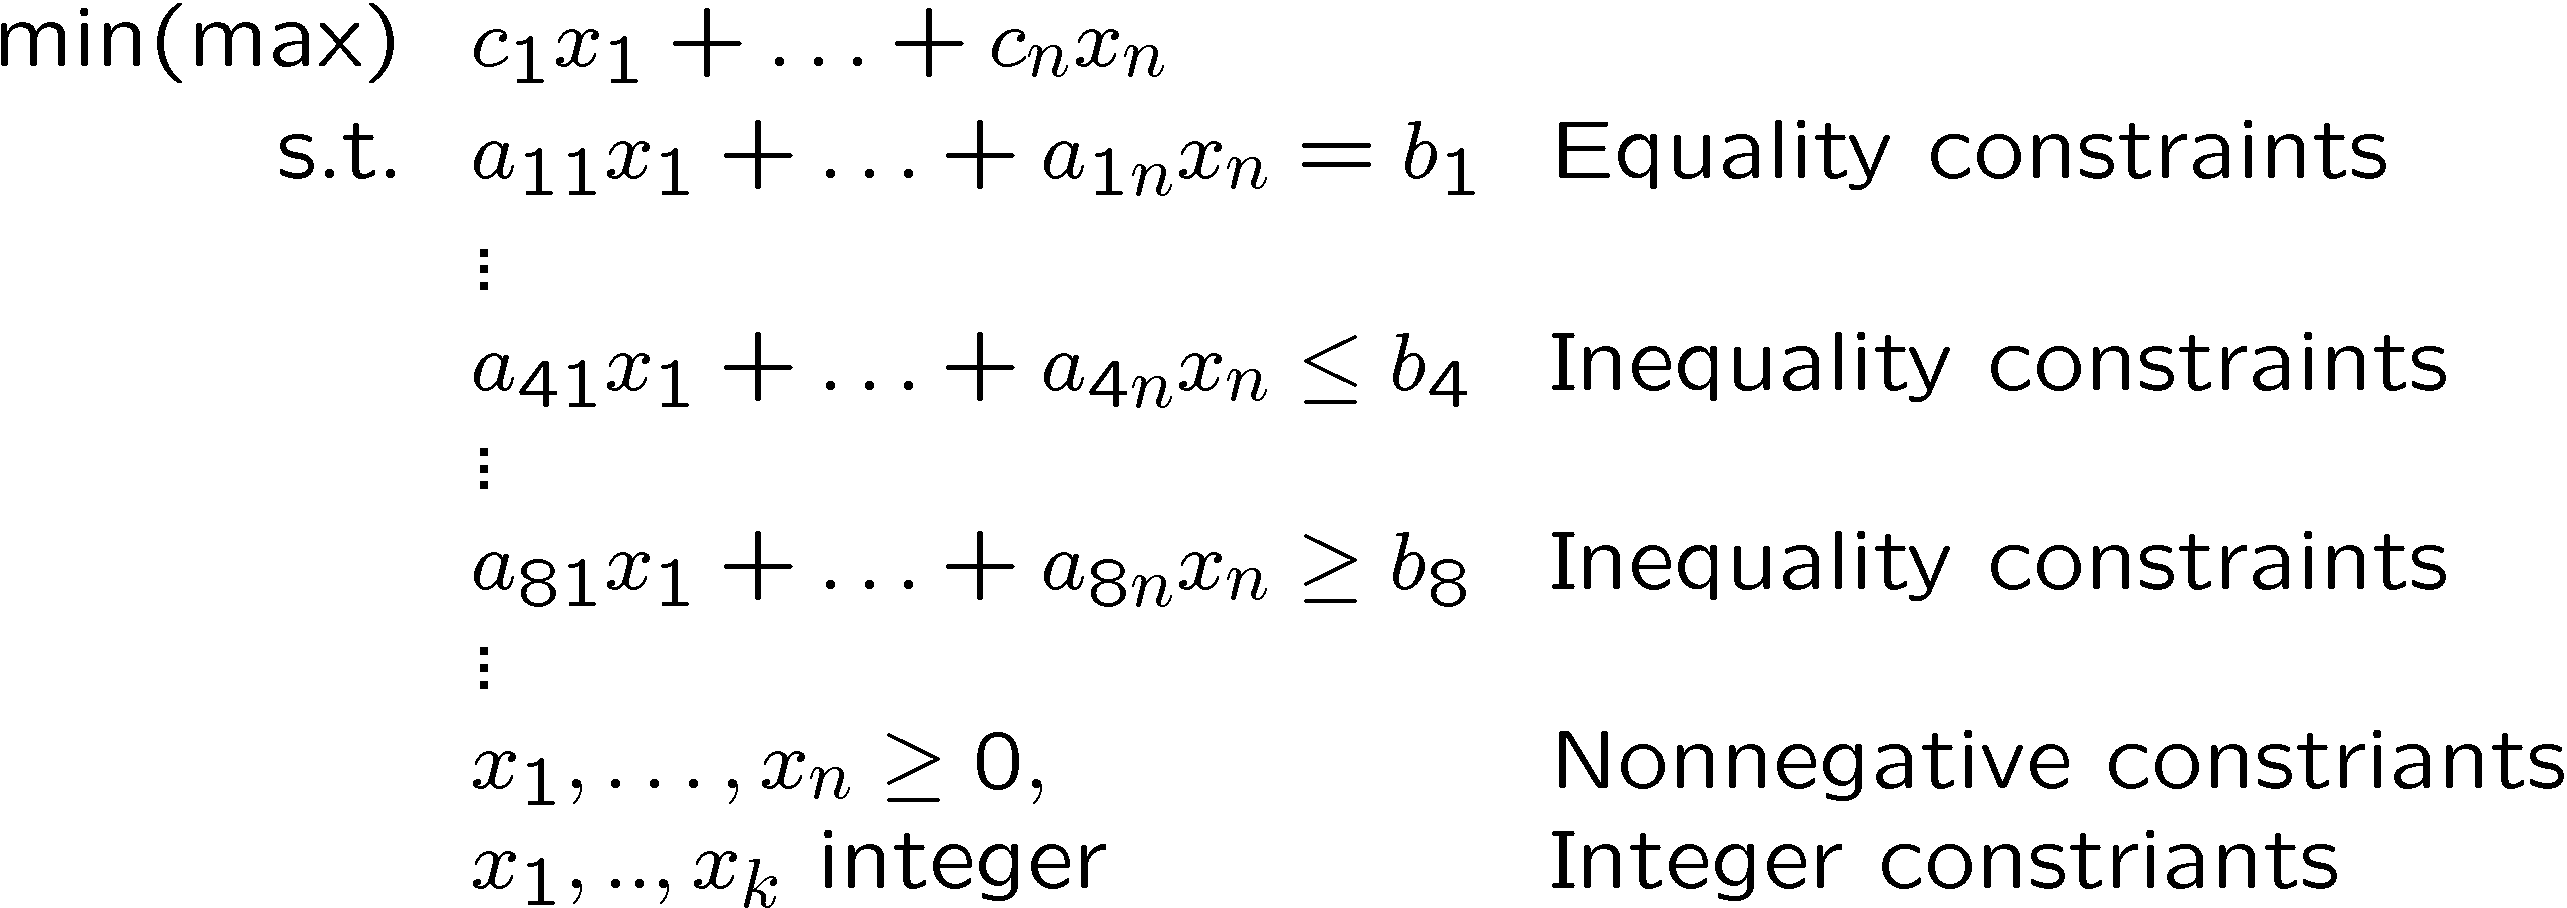 min(max) c₁x₁ + … + cₙxₙ
s.t. a₁₁x₁ + … + a₁ₙxₙ = b₁ Equality constraints
⋮
a₄₁x₁ + … + a₄ₙxₙ ≤ b₄ Inequality constraints
⋮
a₈₁x₁ + … + a₈ₙxₙ ≥ b₈ Inequality constraints
⋮
x₁, …, xₙ ≥ 0, Nonnegative constriants
x₁, .., xₖ integer Integer constriants